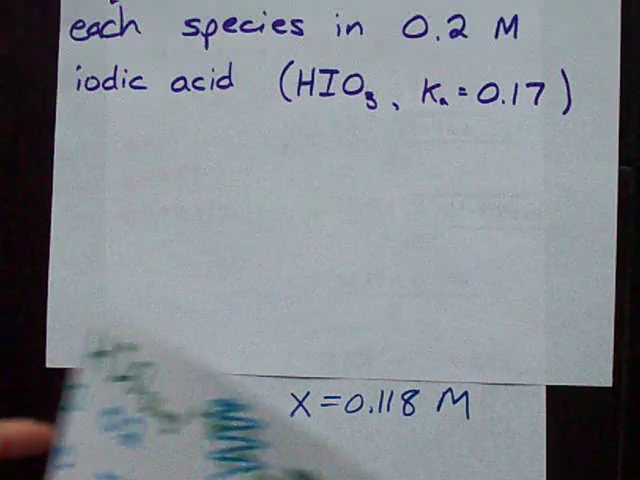 each species in 0.2 M
iodic acid (HIO₃, Kₐ = 0.17)
X = 0.118 M